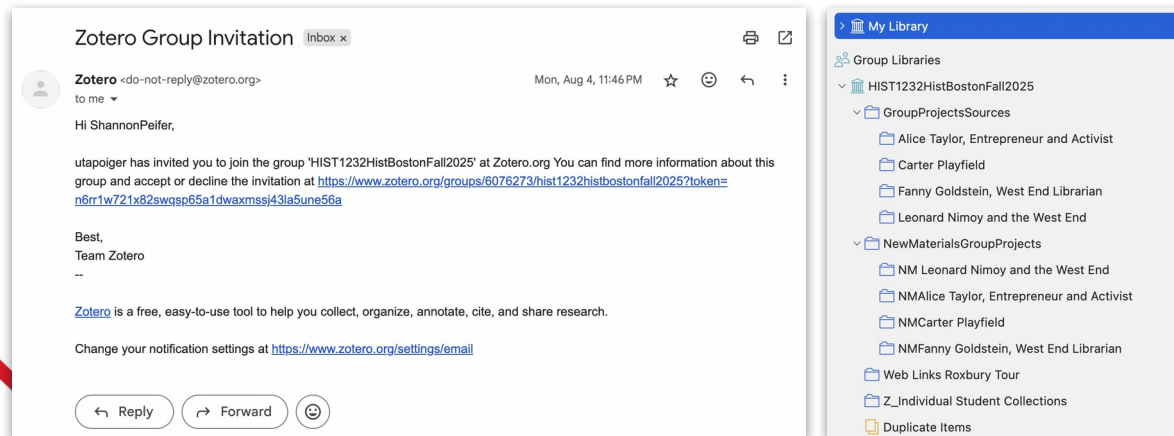 Zotero Group Invitation Inbox ×
Zotero <do-not-reply@zotero.org> Mon, Aug 4, 11:46 PM
to me
Hi ShannonPeifer,
utapoiger has invited you to join the group 'HIST1232HistBostonFall2025' at Zotero.org You can find more information about this
group and accept or decline the invitation at https://www.zotero.org/groups/6076273/hist1232histbostonfall2025?token=
n6rr1w721x82swqsp65a1dwaxmssj43la5une56a
Best,
Team Zotero
--
Zotero is a free, easy-to-use tool to help you collect, organize, annotate, cite, and share research.
Change your notification settings at https://www.zotero.org/settings/email
Reply Forward
My Library
Group Libraries
HIST1232HistBostonFall2025
GroupProjectsSources
Alice Taylor, Entrepreneur and Activist
Carter Playfield
Fanny Goldstein, West End Librarian
Leonard Nimoy and the West End
NewMaterialsGroupProjects
NM Leonard Nimoy and the West End
NMAlice Taylor, Entrepreneur and Activist
NMCarter Playfield
NMFanny Goldstein, West End Librarian
Web Links Roxbury Tour
Z_Individual Student Collections
Duplicate Items